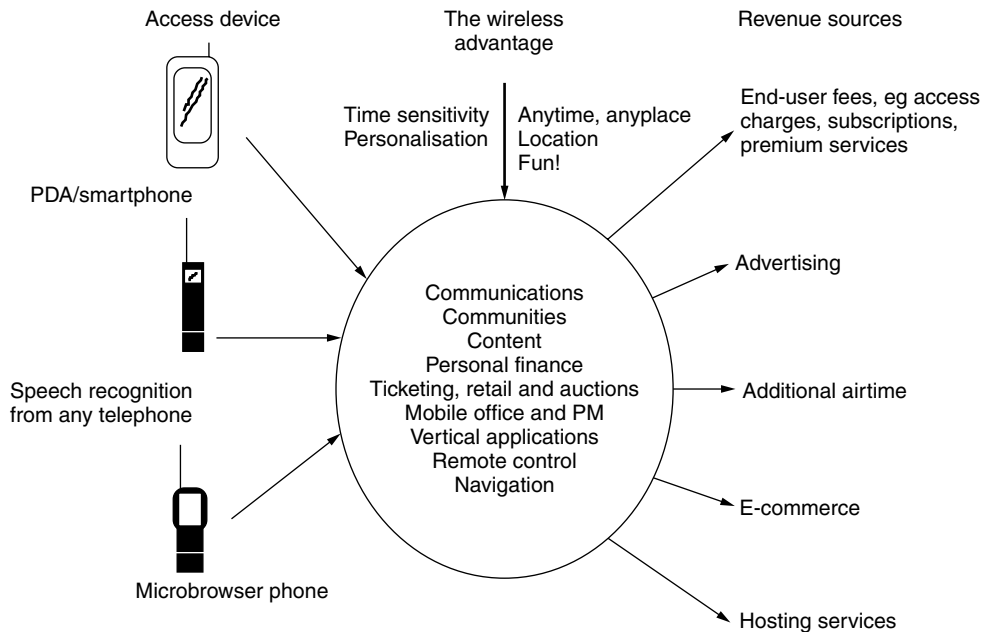 Access device
The wireless
advantage
Revenue sources
Time sensitivity
Personalisation
Anytime, anyplace
Location
Fun!
End-user fees, eg access
charges, subscriptions,
premium services
PDA/smartphone
Advertising
Communications
Communities
Content
Personal finance
Ticketing, retail and auctions
Mobile office and PM
Vertical applications
Remote control
Navigation
Speech recognition
from any telephone
Additional airtime
E-commerce
Microbrowser phone
Hosting services